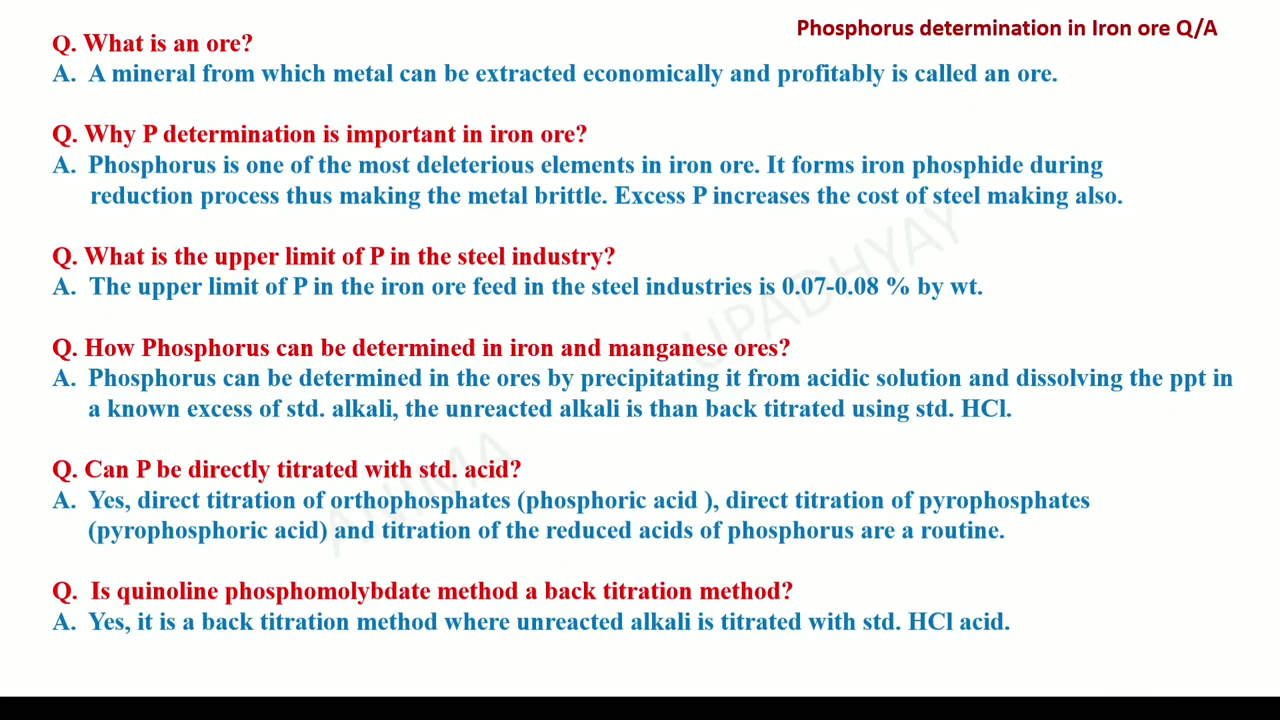 Phosphorus determination in Iron ore Q/A
Q. What is an ore?
A. A mineral from which metal can be extracted economically and profitably is called an ore.
Q. Why P determination is important in iron ore?
A. Phosphorus is one of the most deleterious elements in iron ore. It forms iron phosphide during
reduction process thus making the metal brittle. Excess P increases the cost of steel making also.
Q. What is the upper limit of P in the steel industry?
A. The upper limit of P in the iron ore feed in the steel industries is 0.07-0.08 % by wt.
Q. How Phosphorus can be determined in iron and manganese ores?
A. Phosphorus can be determined in the ores by precipitating it from acidic solution and dissolving the ppt in
a known excess of std. alkali, the unreacted alkali is than back titrated using std. HCl.
Q. Can P be directly titrated with std. acid?
A. Yes, direct titration of orthophosphates (phosphoric acid ), direct titration of pyrophosphates
(pyrophosphoric acid) and titration of the reduced acids of phosphorus are a routine.
Q. Is quinoline phosphomolybdate method a back titration method?
A. Yes, it is a back titration method where unreacted alkali is titrated with std. HCl acid.
UPADHYAY